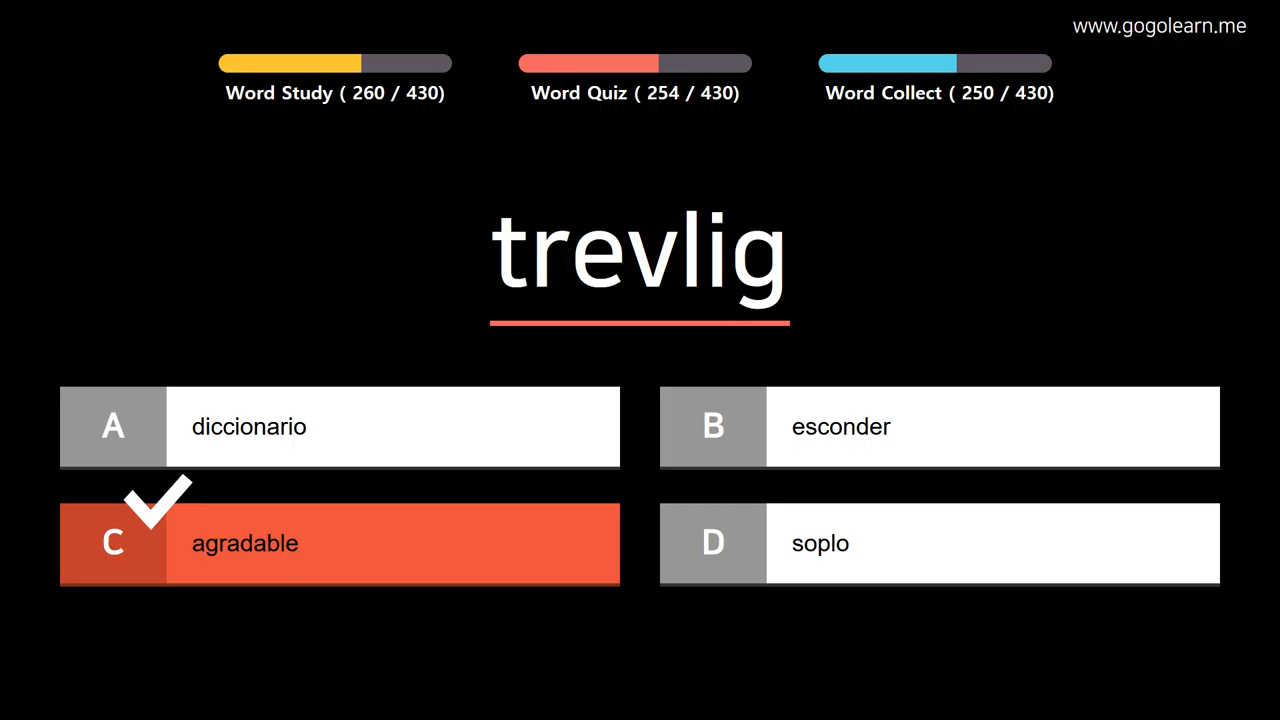 www.gogolearn.me
Word Study ( 260 / 430)
Word Quiz ( 254 / 430)
Word Collect ( 250 / 430)
trevlig
A diccionario
B esconder
C agradable
D soplo